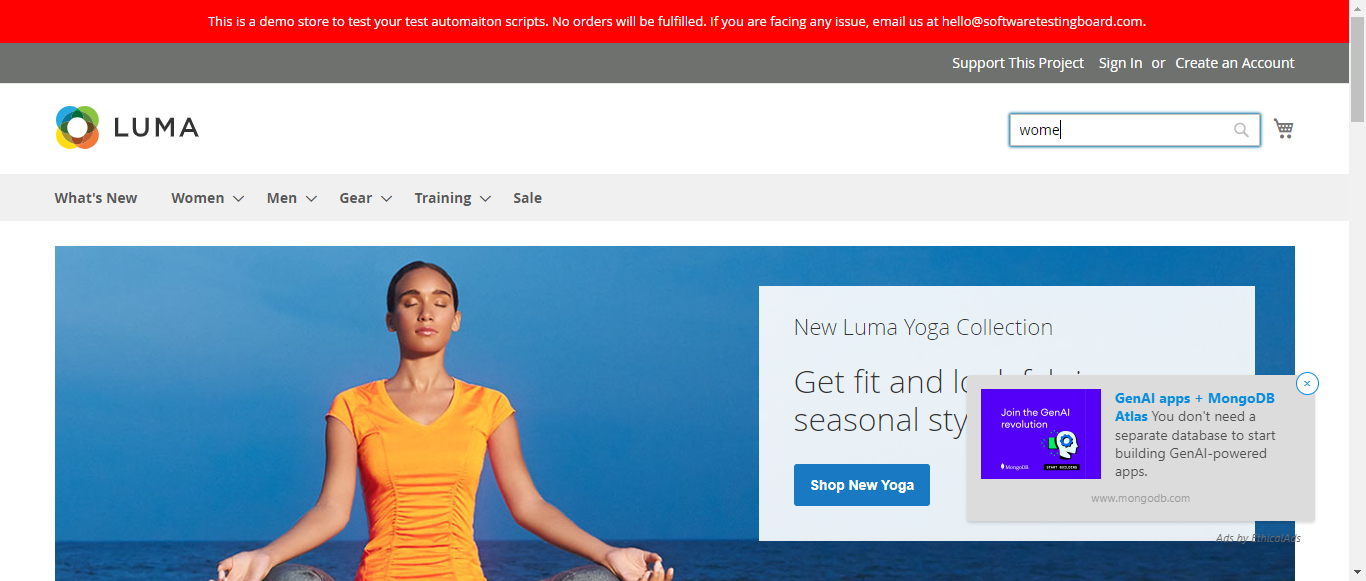 This is a demo store to test your test automaiton scripts. No orders will be fulfilled. If you are facing any issue, email us at hello@softwaretestingboard.com.
Support This Project Sign In or Create an Account
LUMA
wome
What's New Women Men Gear Training Sale
New Luma Yoga Collection
Get fit and
seasonal
Shop New Yoga
Join the GenAI
revolution
MongoDB
START BUILDING
GenAI apps + MongoDB
Atlas You don't need a
separate database to start
building GenAI-powered
apps.
www.mongodb.com
Ads by EthicalAds